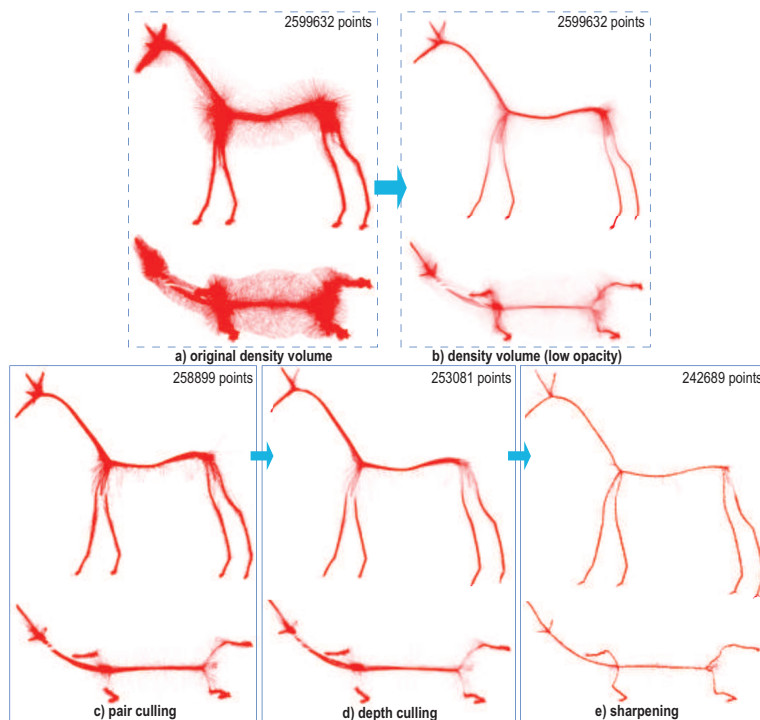 2599632 points
2599632 points
a) original density volume
b) density volume (low opacity)
258899 points
253081 points
242689 points
c) pair culling
d) depth culling
e) sharpening